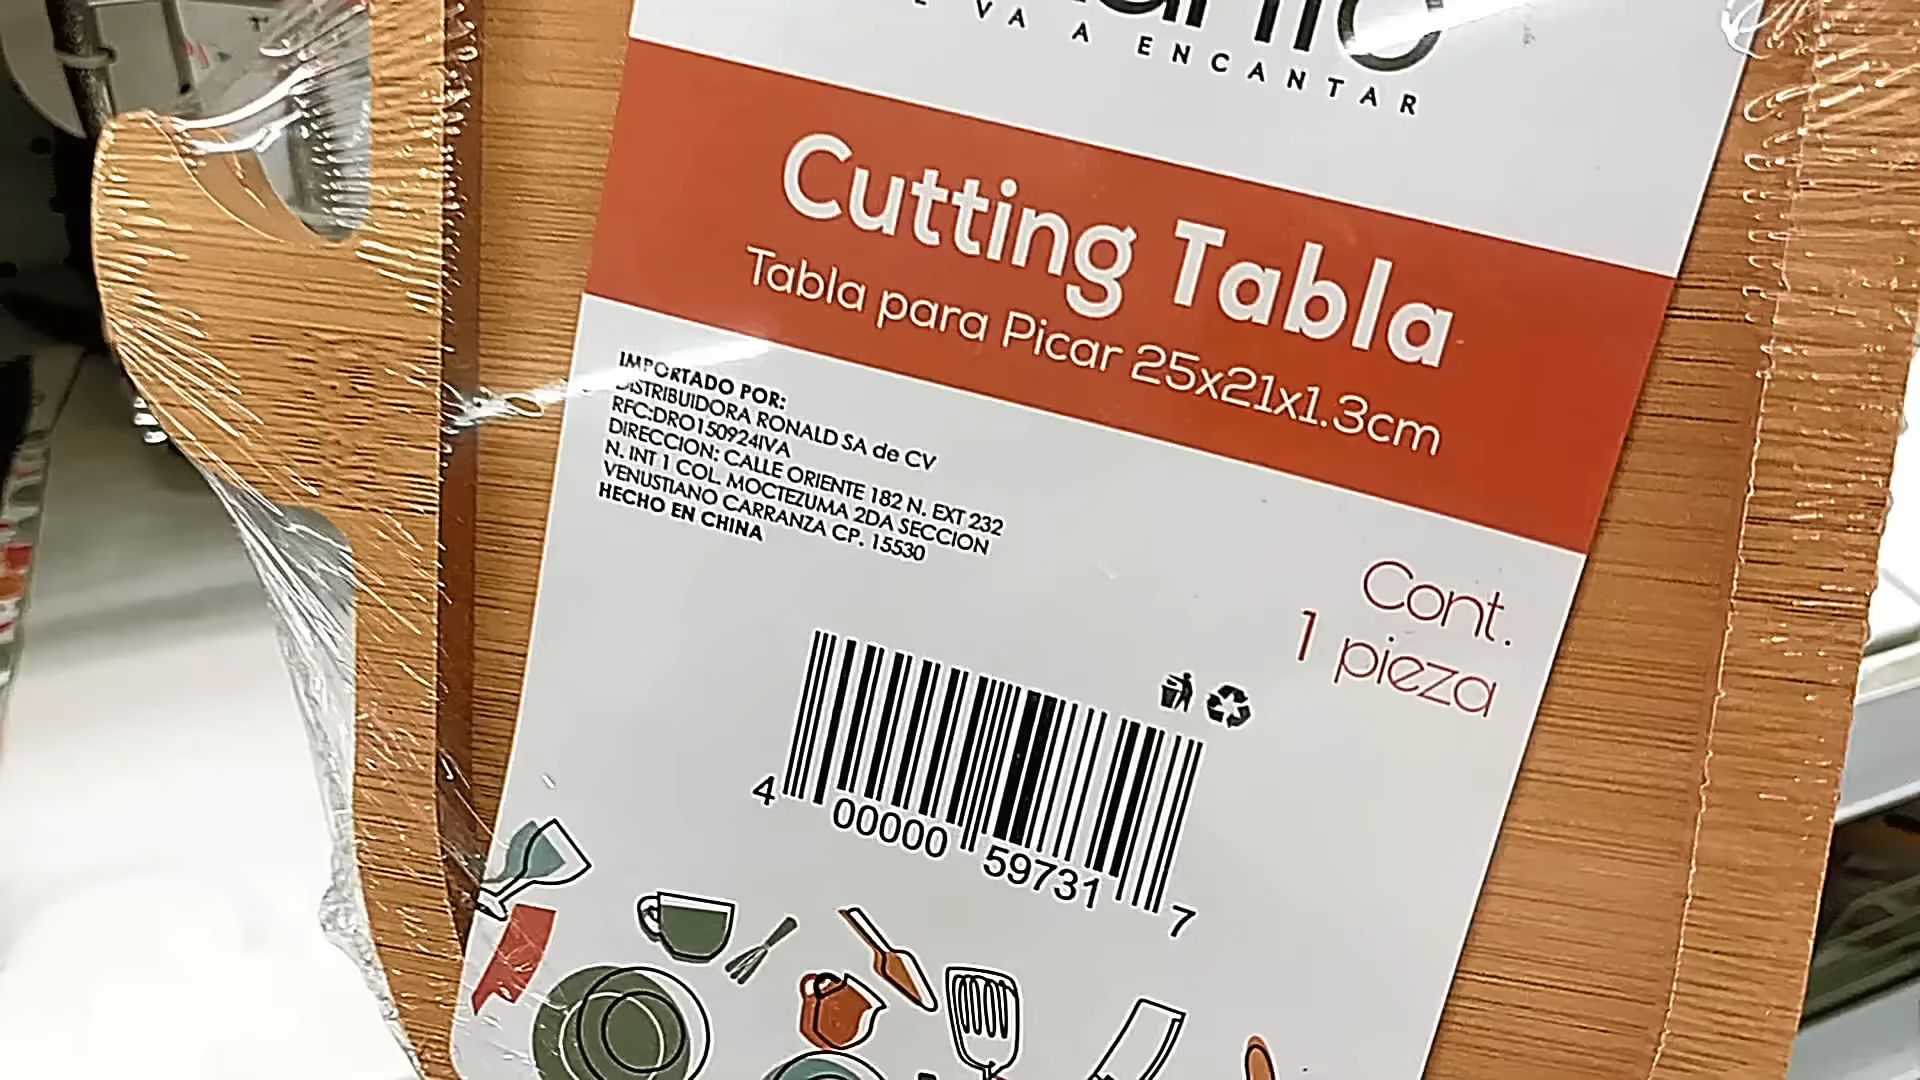 VA A ENCANTAR
Cutting Tabla
Tabla para Picar 25x21x1.3cm
IMPORTADO POR:
DISTRIBUIDORA RONALD SA de CV
RFC:DRO150924IVA
DIRECCION: CALLE ORIENTE 182 N. EXT 232
N. INT 1 COL. MOCTEZUMA 2DA SECCION
VENUSTIANO CARRANZA CP. 15530
HECHO EN CHINA
Cont.
1 pieza
4 00000 59731 7